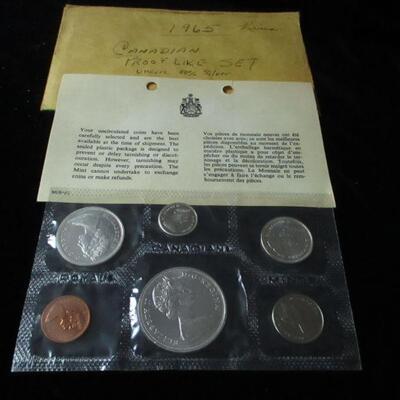 1965
CANADIAN
PROOF LIKE SET
80% Silver
Your uncirculated coins have been
carefully selected and are the best
available at the time of shipment. The
sealed plastic package is designed to
prevent or delay tarnishing or discol-
ouration. However, tarnishing may
occur despite every precaution. The
Mint cannot undertake to exchange
coins or make refunds.
Vos pièces de monnaie neuves ont été
choisies avec soin; ce sont les meilleures
pièces disponibles au moment de l'ex-
pédition. L'emballage hermétique en
matière plastique a pour objet d'em-
pêcher ou du moins de retarder le ternis-
sage et la décoloration. Toutefois, les
pièces peuvent se ternir malgré toutes
les précautions. La Monnaie ne peut
s'engager à faire l'échange ou le rem-
boursement des pièces.
CANADIAN
ROYAL
ELIZABETH